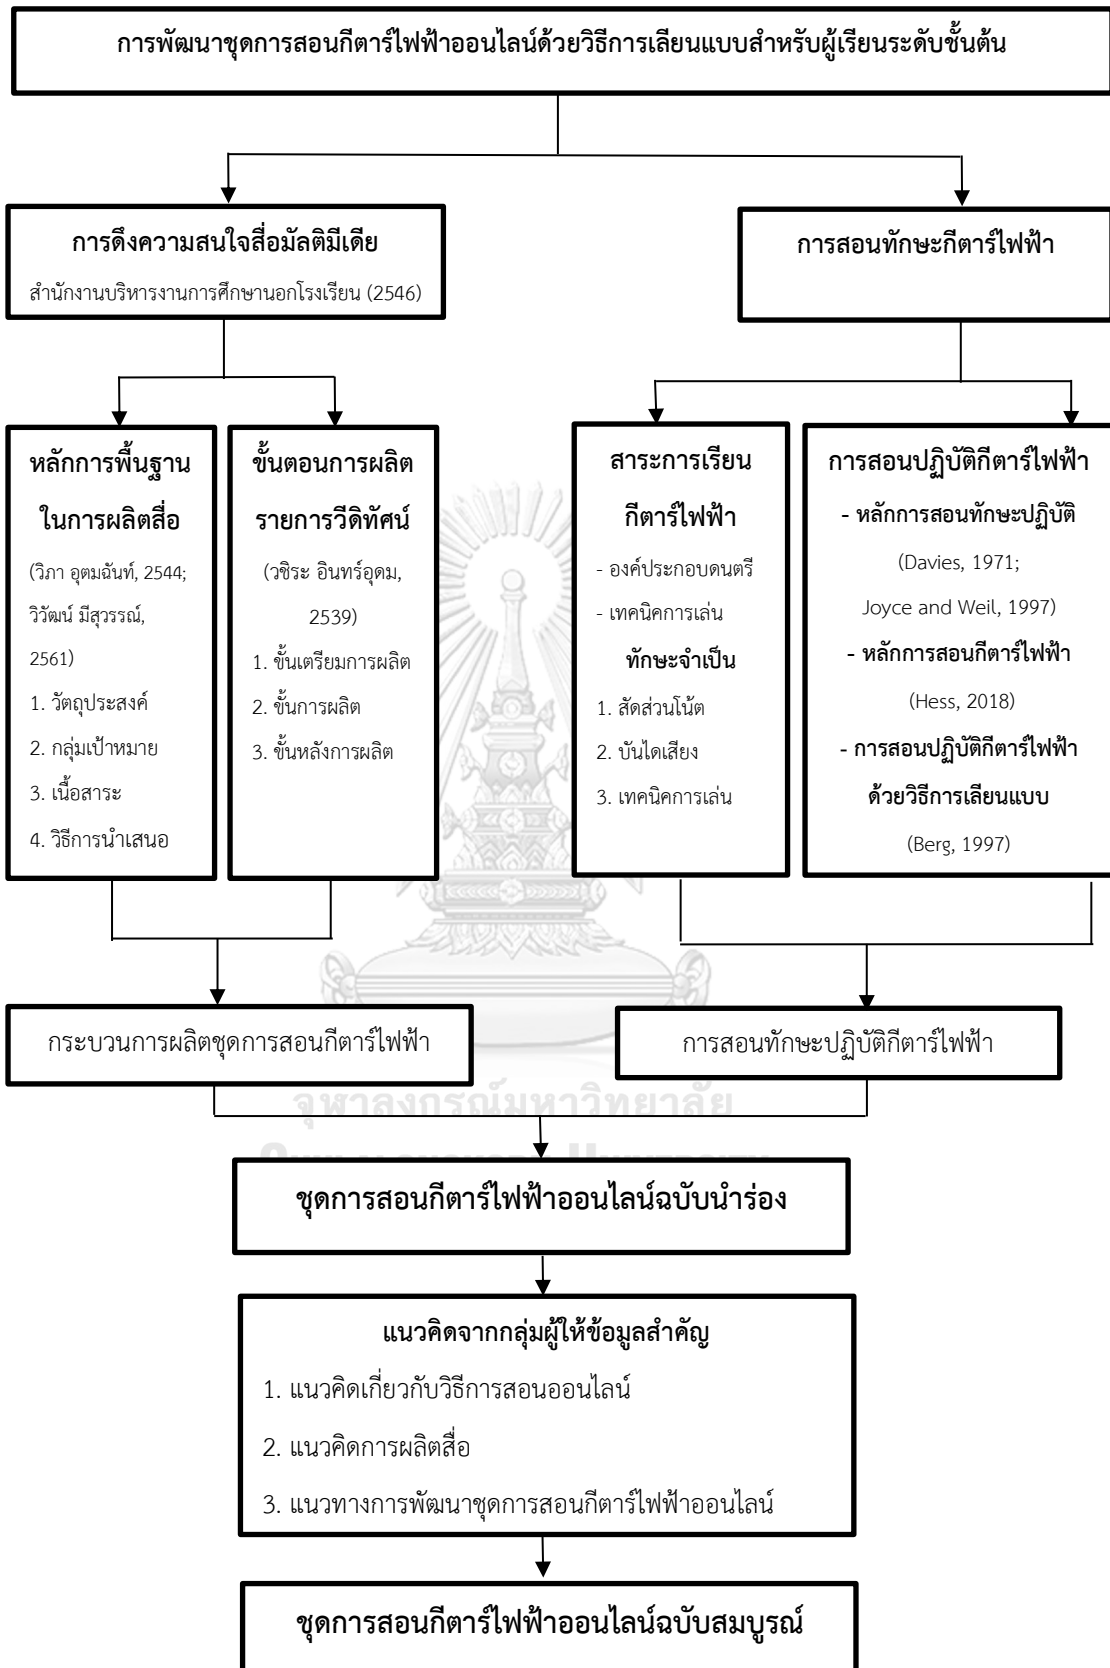 การพัฒนาชุดการสอนกีตาร์ไฟฟ้าออนไลน์ด้วยวิธีการเลียนแบบสำหรับผู้เรียนระดับชั้นต้น
การดึงความสนใจสื่อมัลติมีเดีย
สำนักงานบริหารงานการศึกษานอกโรงเรียน (2546)
การสอนทักษะกีตาร์ไฟฟ้า
หลักการพื้นฐาน
ในการผลิตสื่อ
(วิภา อุตมฉันท์, 2544;
วิวัฒน์ มีสุวรรณ์,
2561)
1. วัตถุประสงค์
2. กลุ่มเป้าหมาย
3. เนื้อสาระ
4. วิธีการนำเสนอ
ขั้นตอนการผลิต
รายการวีดิทัศน์
(วชิระ อินทร์อุดม,
2539)
1. ขั้นเตรียมการผลิต
2. ขั้นการผลิต
3. ขั้นหลังการผลิต
สาระการเรียน
กีตาร์ไฟฟ้า
- องค์ประกอบดนตรี
- เทคนิคการเล่น
ทักษะจำเป็น
1. สัดส่วนโน้ต
2. บันไดเสียง
3. เทคนิคการเล่น
การสอนปฏิบัติกีตาร์ไฟฟ้า
- หลักการสอนทักษะปฏิบัติ
(Davies, 1971;
Joyce and Weil, 1997)
- หลักการสอนกีตาร์ไฟฟ้า
(Hess, 2018)
- การสอนปฏิบัติกีตาร์ไฟฟ้า
ด้วยวิธีการเลียนแบบ
(Berg, 1997)
กระบวนการผลิตชุดการสอนกีตาร์ไฟฟ้า
การสอนทักษะปฏิบัติกีตาร์ไฟฟ้า
จุฬาลงกรณ์มหาวิทยาลัย
ชุดการสอนกีตาร์ไฟฟ้าออนไลน์ฉบับนำร่อง
แนวคิดจากกลุ่มผู้ให้ข้อมูลสำคัญ
1. แนวคิดเกี่ยวกับวิธีการสอนออนไลน์
2. แนวคิดการผลิตสื่อ
3. แนวทางการพัฒนาชุดการสอนกีตาร์ไฟฟ้าออนไลน์
ชุดการสอนกีตาร์ไฟฟ้าออนไลน์ฉบับสมบูรณ์